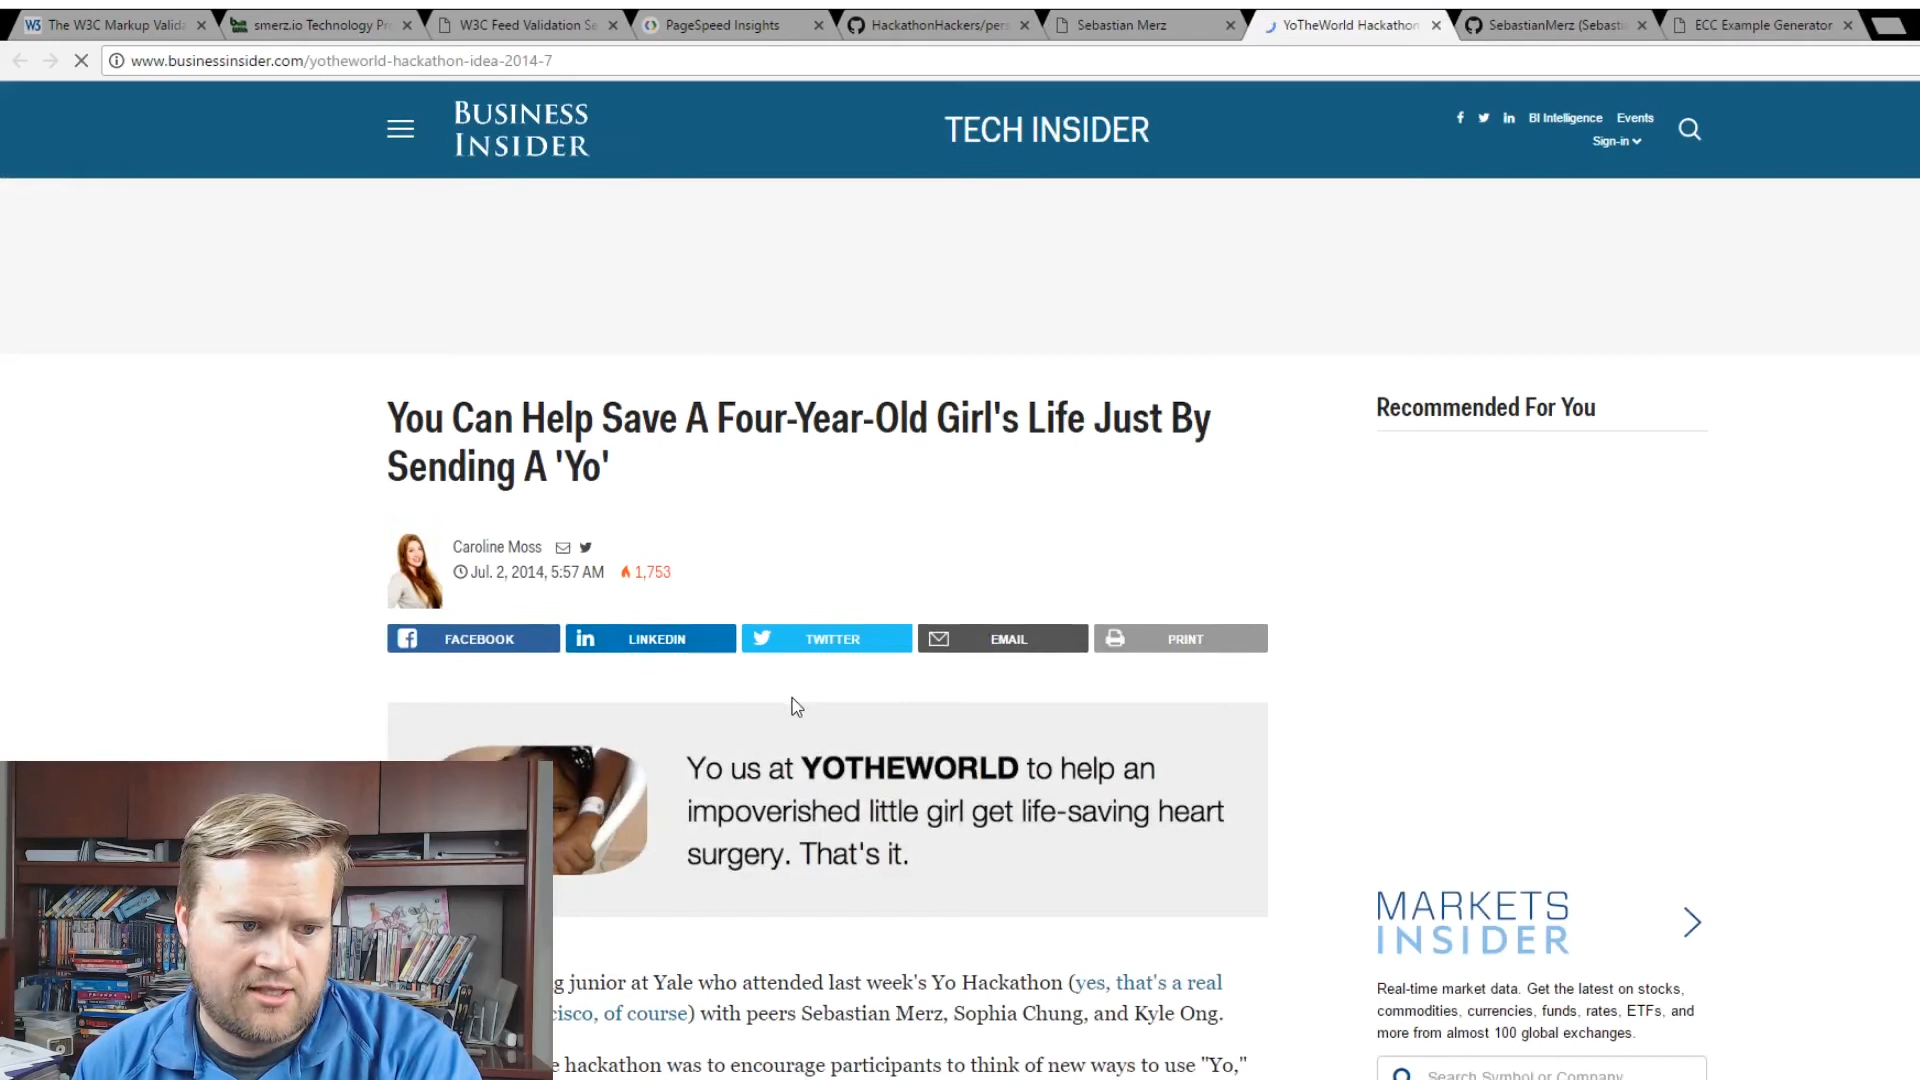 The W3C Markup Valida
smerz.io Technology Pr
W3C Feed Validation Se
PageSpeed Insights
HackathonHackers/pers
Sebastian Merz
YoTheWorld Hackathon
SebastianMerz (Sebasti
ECC Example Generator
www.businessinsider.com/yotheworld-hackathon-idea-2014-7
BUSINESS
INSIDER
TECH INSIDER
BI Intelligence Events
Sign-in
You Can Help Save A Four-Year-Old Girl's Life Just By
Sending A 'Yo'
Recommended For You
Caroline Moss
Jul. 2, 2014, 5:57 AM 1,753
FACEBOOK
LINKEDIN
TWITTER
EMAIL
PRINT
Yo us at YOTHEWORLD to help an
impoverished little girl get life-saving heart
surgery. That's it.
MARKETS
INSIDER
Real-time market data. Get the latest on stocks,
commodities, currencies, funds, rates, ETFs, and
more from almost 100 global exchanges.
Search Symbol or Company
g junior at Yale who attended last week's Yo Hackathon (yes, that's a real
cisco, of course) with peers Sebastian Merz, Sophia Chung, and Kyle Ong.
e hackathon was to encourage participants to think of new ways to use "Yo,"